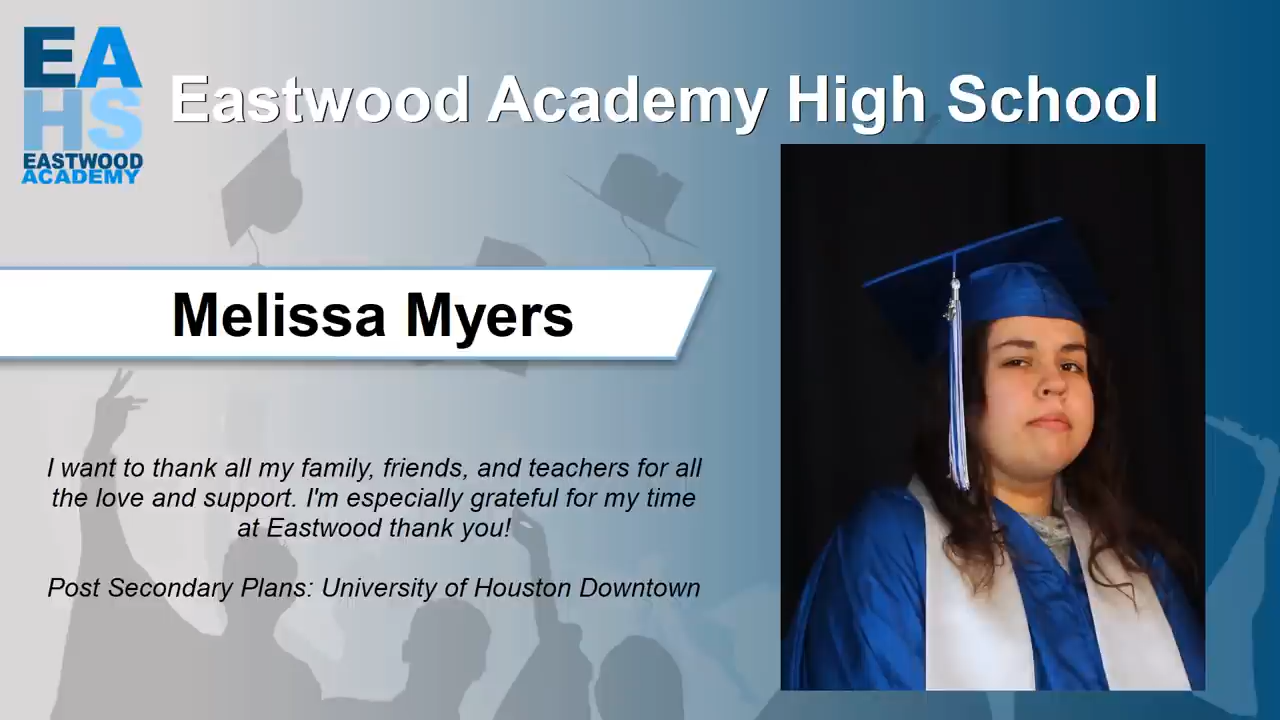 EA
HS
EASTWOOD
ACADEMY
Eastwood Academy High School
Melissa Myers
I want to thank all my family, friends, and teachers for all
the love and support. I'm especially grateful for my time
at Eastwood thank you!
Post Secondary Plans: University of Houston Downtown